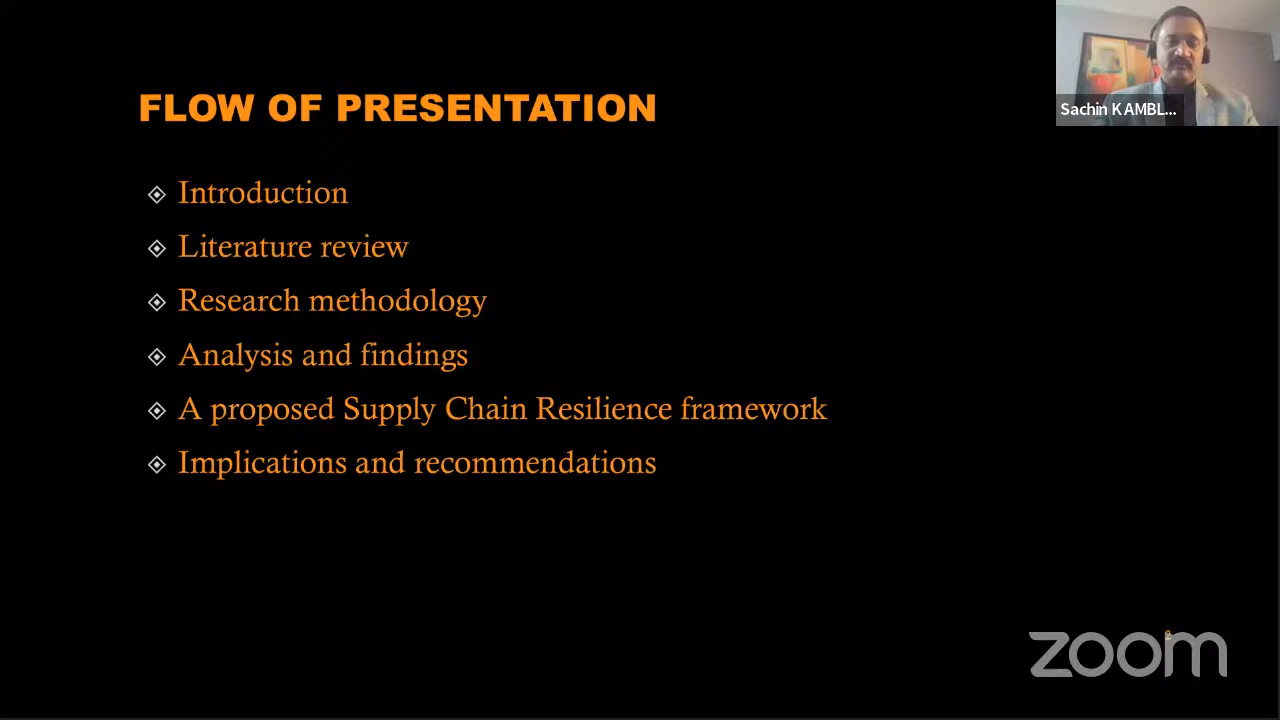 FLOW OF PRESENTATION
Sachin KAMBL...
Introduction
Literature review
Research methodology
Analysis and findings
A proposed Supply Chain Resilience framework
Implications and recommendations
zoom